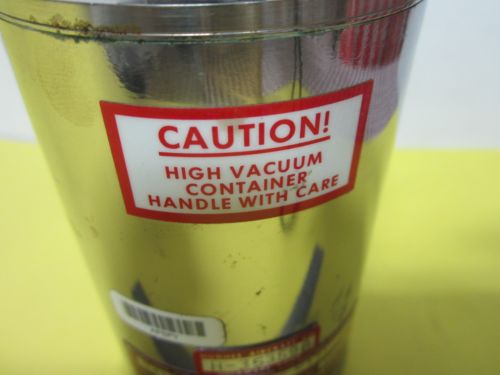 CAUTION!
HIGH VACUUM
CONTAINER
HANDLE WITH CARE